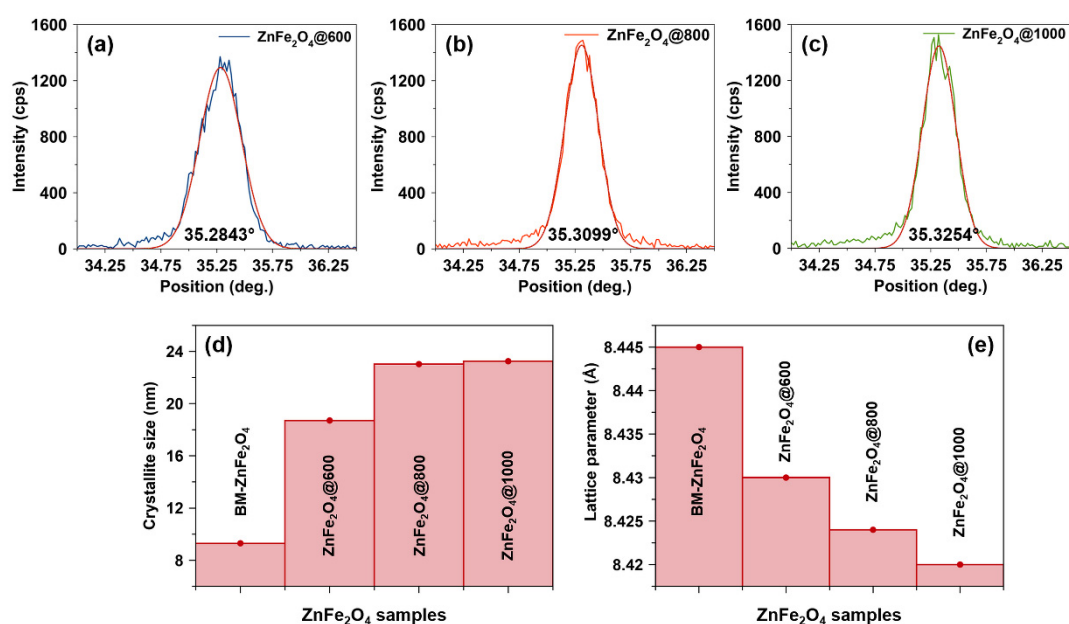 (a)
ZnFe₂O₄@600
1600
1200
800
400
0
Intensity (cps)
35.2843°
34.25 34.75 35.25 35.75 36.25
Position (deg.)
(b)
ZnFe₂O₄@800
1600
1200
800
400
0
Intensity (cps)
35.3099°
34.25 34.75 35.25 35.75 36.25
Position (deg.)
(c)
ZnFe₂O₄@1000
1600
1200
800
400
0
Intensity (cps)
35.3254°
34.25 34.75 35.25 35.75 36.25
Position (deg.)
(d)
24
20
16
12
8
Crystallite size (nm)
BM-ZnFe₂O₄
ZnFe₂O₄@600
ZnFe₂O₄@800
ZnFe₂O₄@1000
ZnFe₂O₄ samples
(e)
8.445
8.44
8.435
8.43
8.425
8.42
Lattice parameter (Å)
BM-ZnFe₂O₄
ZnFe₂O₄@600
ZnFe₂O₄@800
ZnFe₂O₄@1000
ZnFe₂O₄ samples